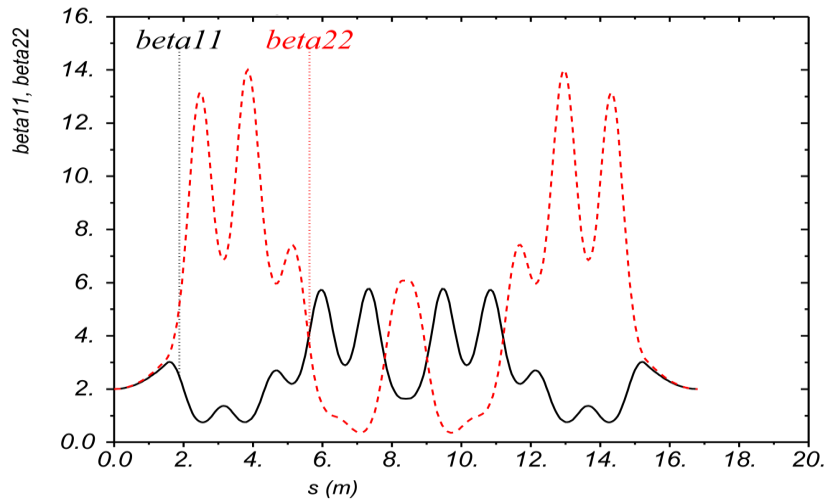 16.
14.
12.
10.
8.
6.
4.
2.
0.0
beta11, beta22
beta11
beta22
0.0 2. 4. 6. 8. 10. 12. 14. 16. 18. 20.
s (m)